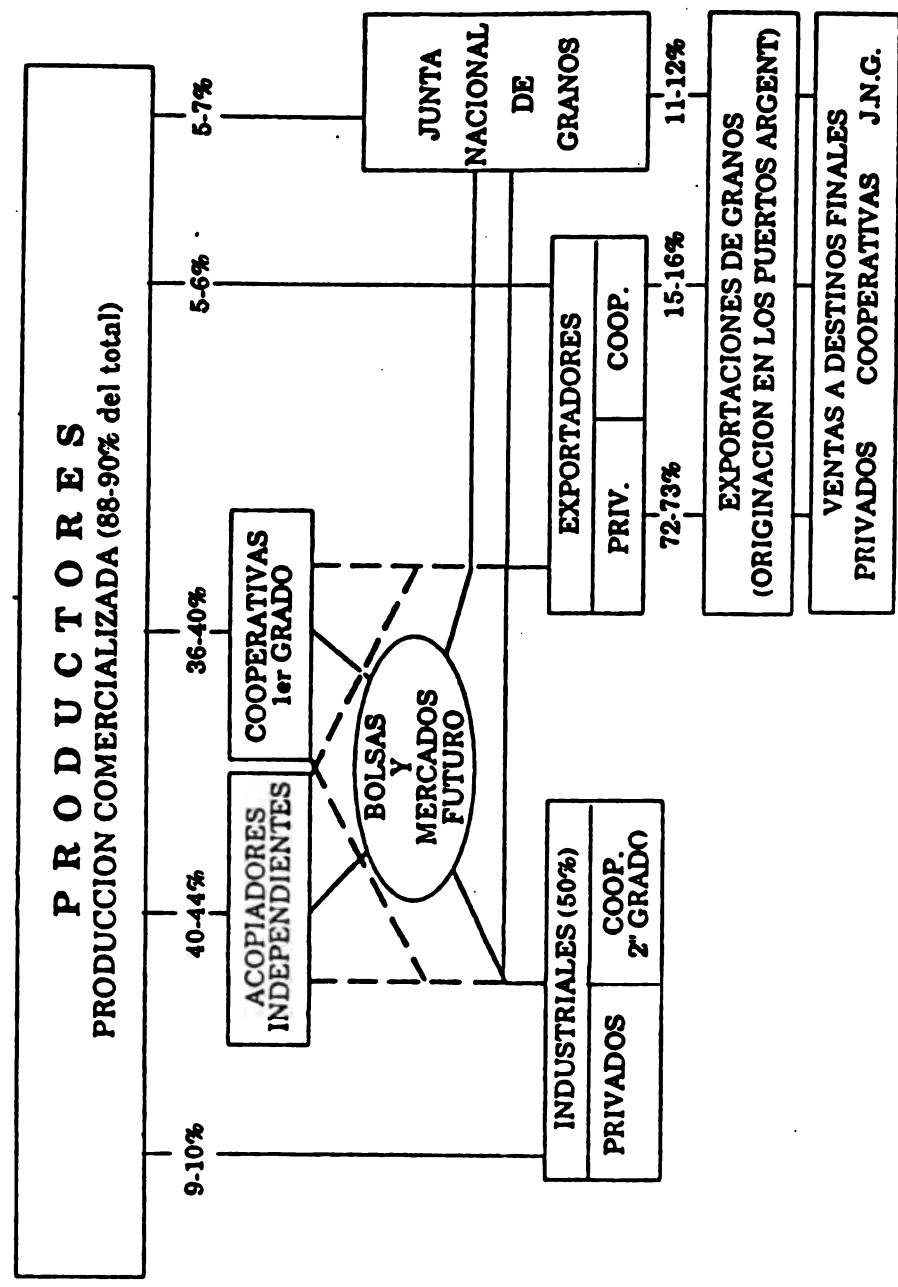 P R O D U C T O R E S
PRODUCCION COMERCIALIZADA (88-90% del total)
9-10%
40-44%
36-40%
5-6%
5-7%
ACOPIADORES
INDEPENDIENTES
COOPERATIVAS
1er GRADO
BOLSAS
Y
MERCADOS
FUTURO
JUNTA
NACIONAL
DE
GRANOS
INDUSTRIALES (50%)
PRIVADOS
COOP.
2" GRADO
EXPORTADORES
PRIV.
COOP.
72-73%
15-16%
11-12%
EXPORTACIONES DE GRANOS
(ORIGINACION EN LOS PUERTOS ARGENT)
VENTAS A DESTINOS FINALES
PRIVADOS COOPERATIVAS J.N.G.